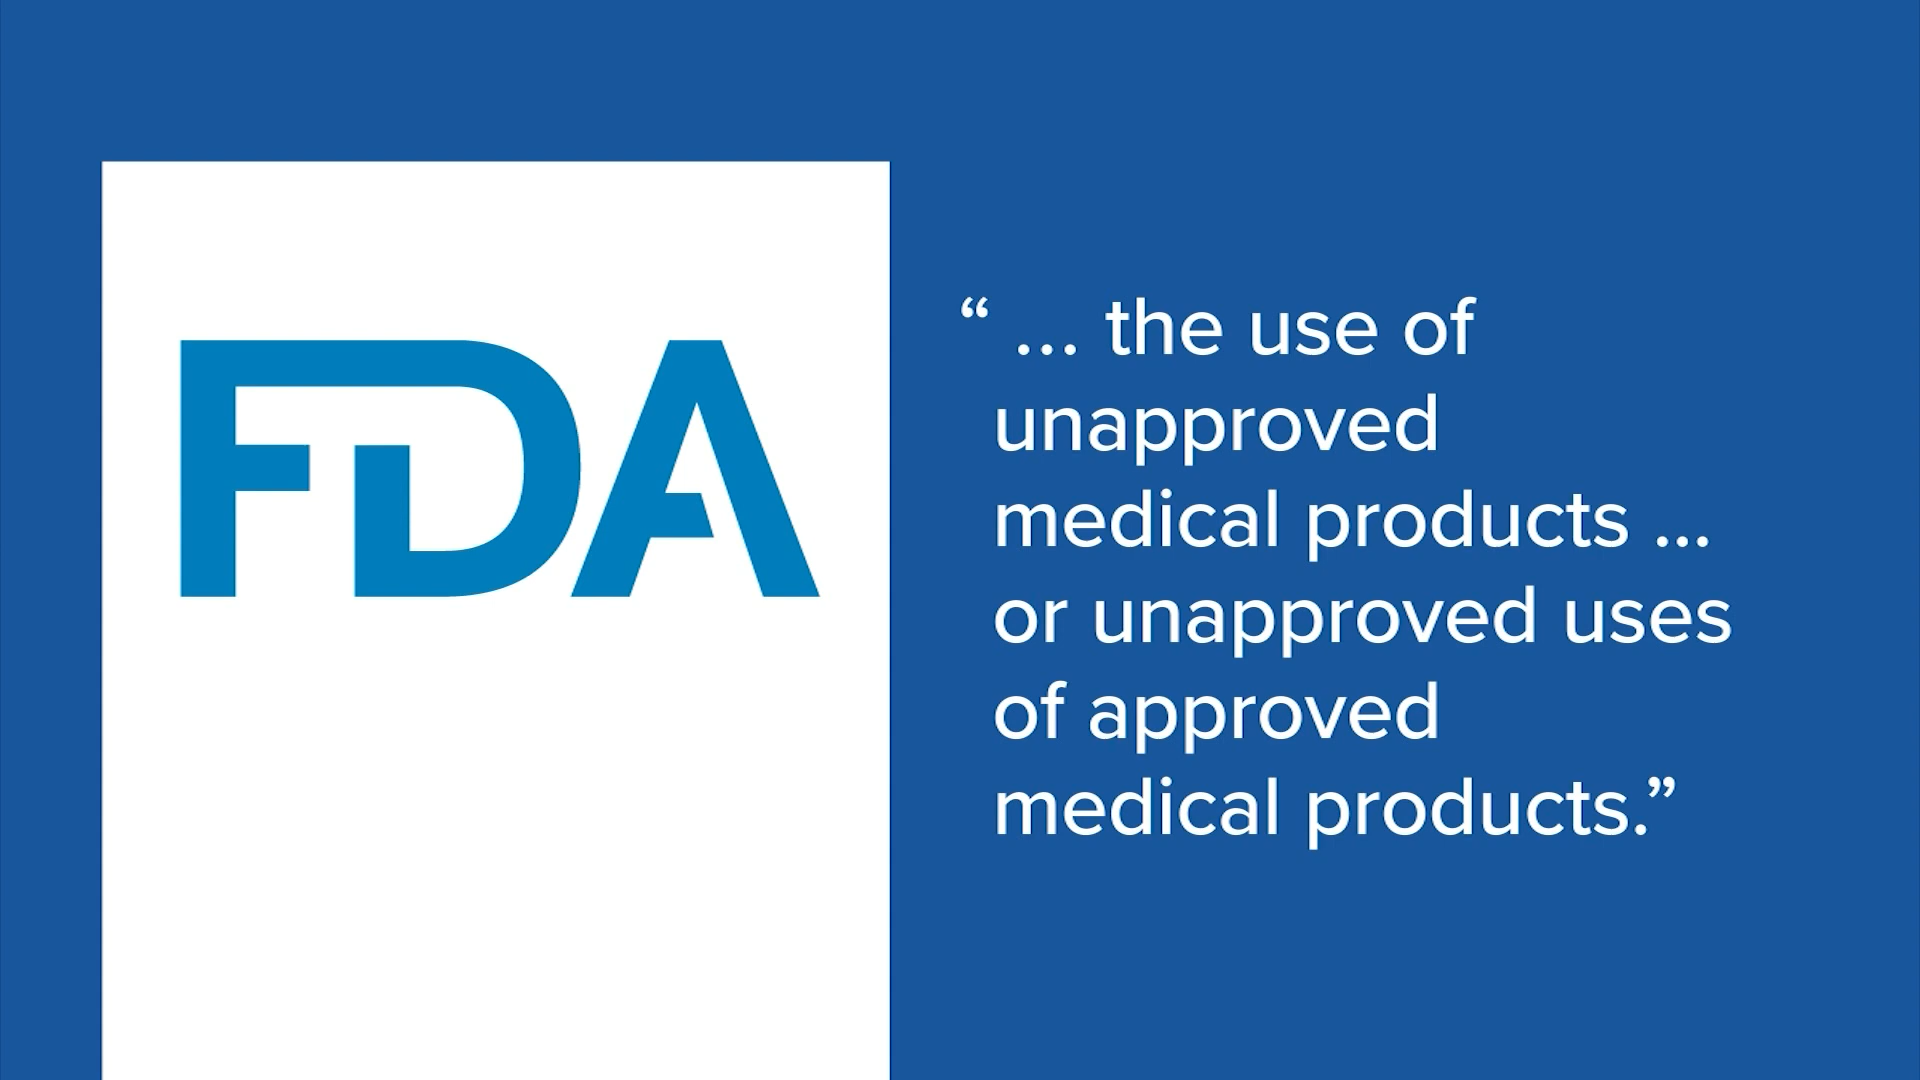 FDA
“ ... the use of
unapproved
medical products ...
or unapproved uses
of approved
medical products.”